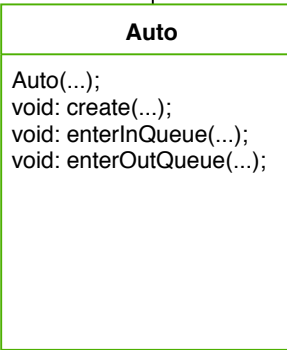 Auto
Auto(...);
void: create(...);
void: enterInQueue(...);
void: enterOutQueue(...);